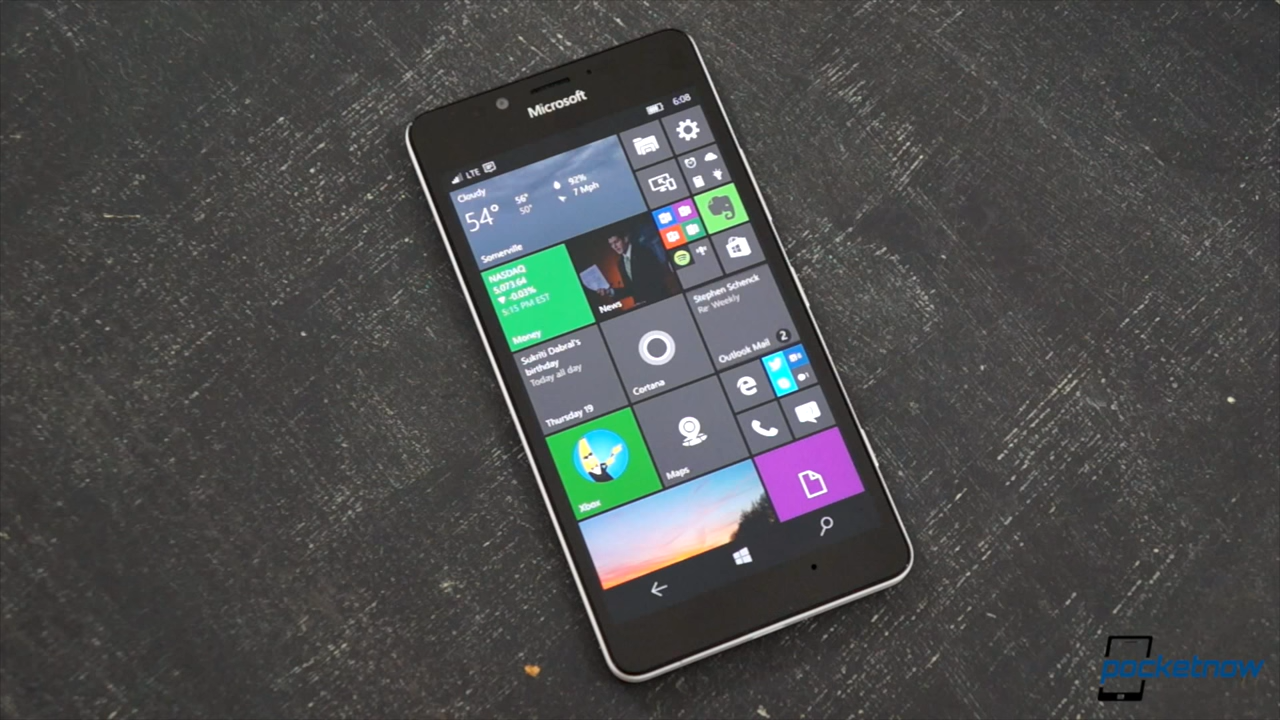 Microsoft
LTE
6:08
Cloudy
54°
56°
50°
92%
7 Mph
Somerville
NASDAQ
5,073.64
▼ -0.03%
5:15 PM EST
Money
News
Stephen Schenck
Re: Weekly
Outlook Mail
2
Sukriti Dabral's
birthday
Today all day
Thursday 19
Cortana
Xbox
Maps
pocketnow